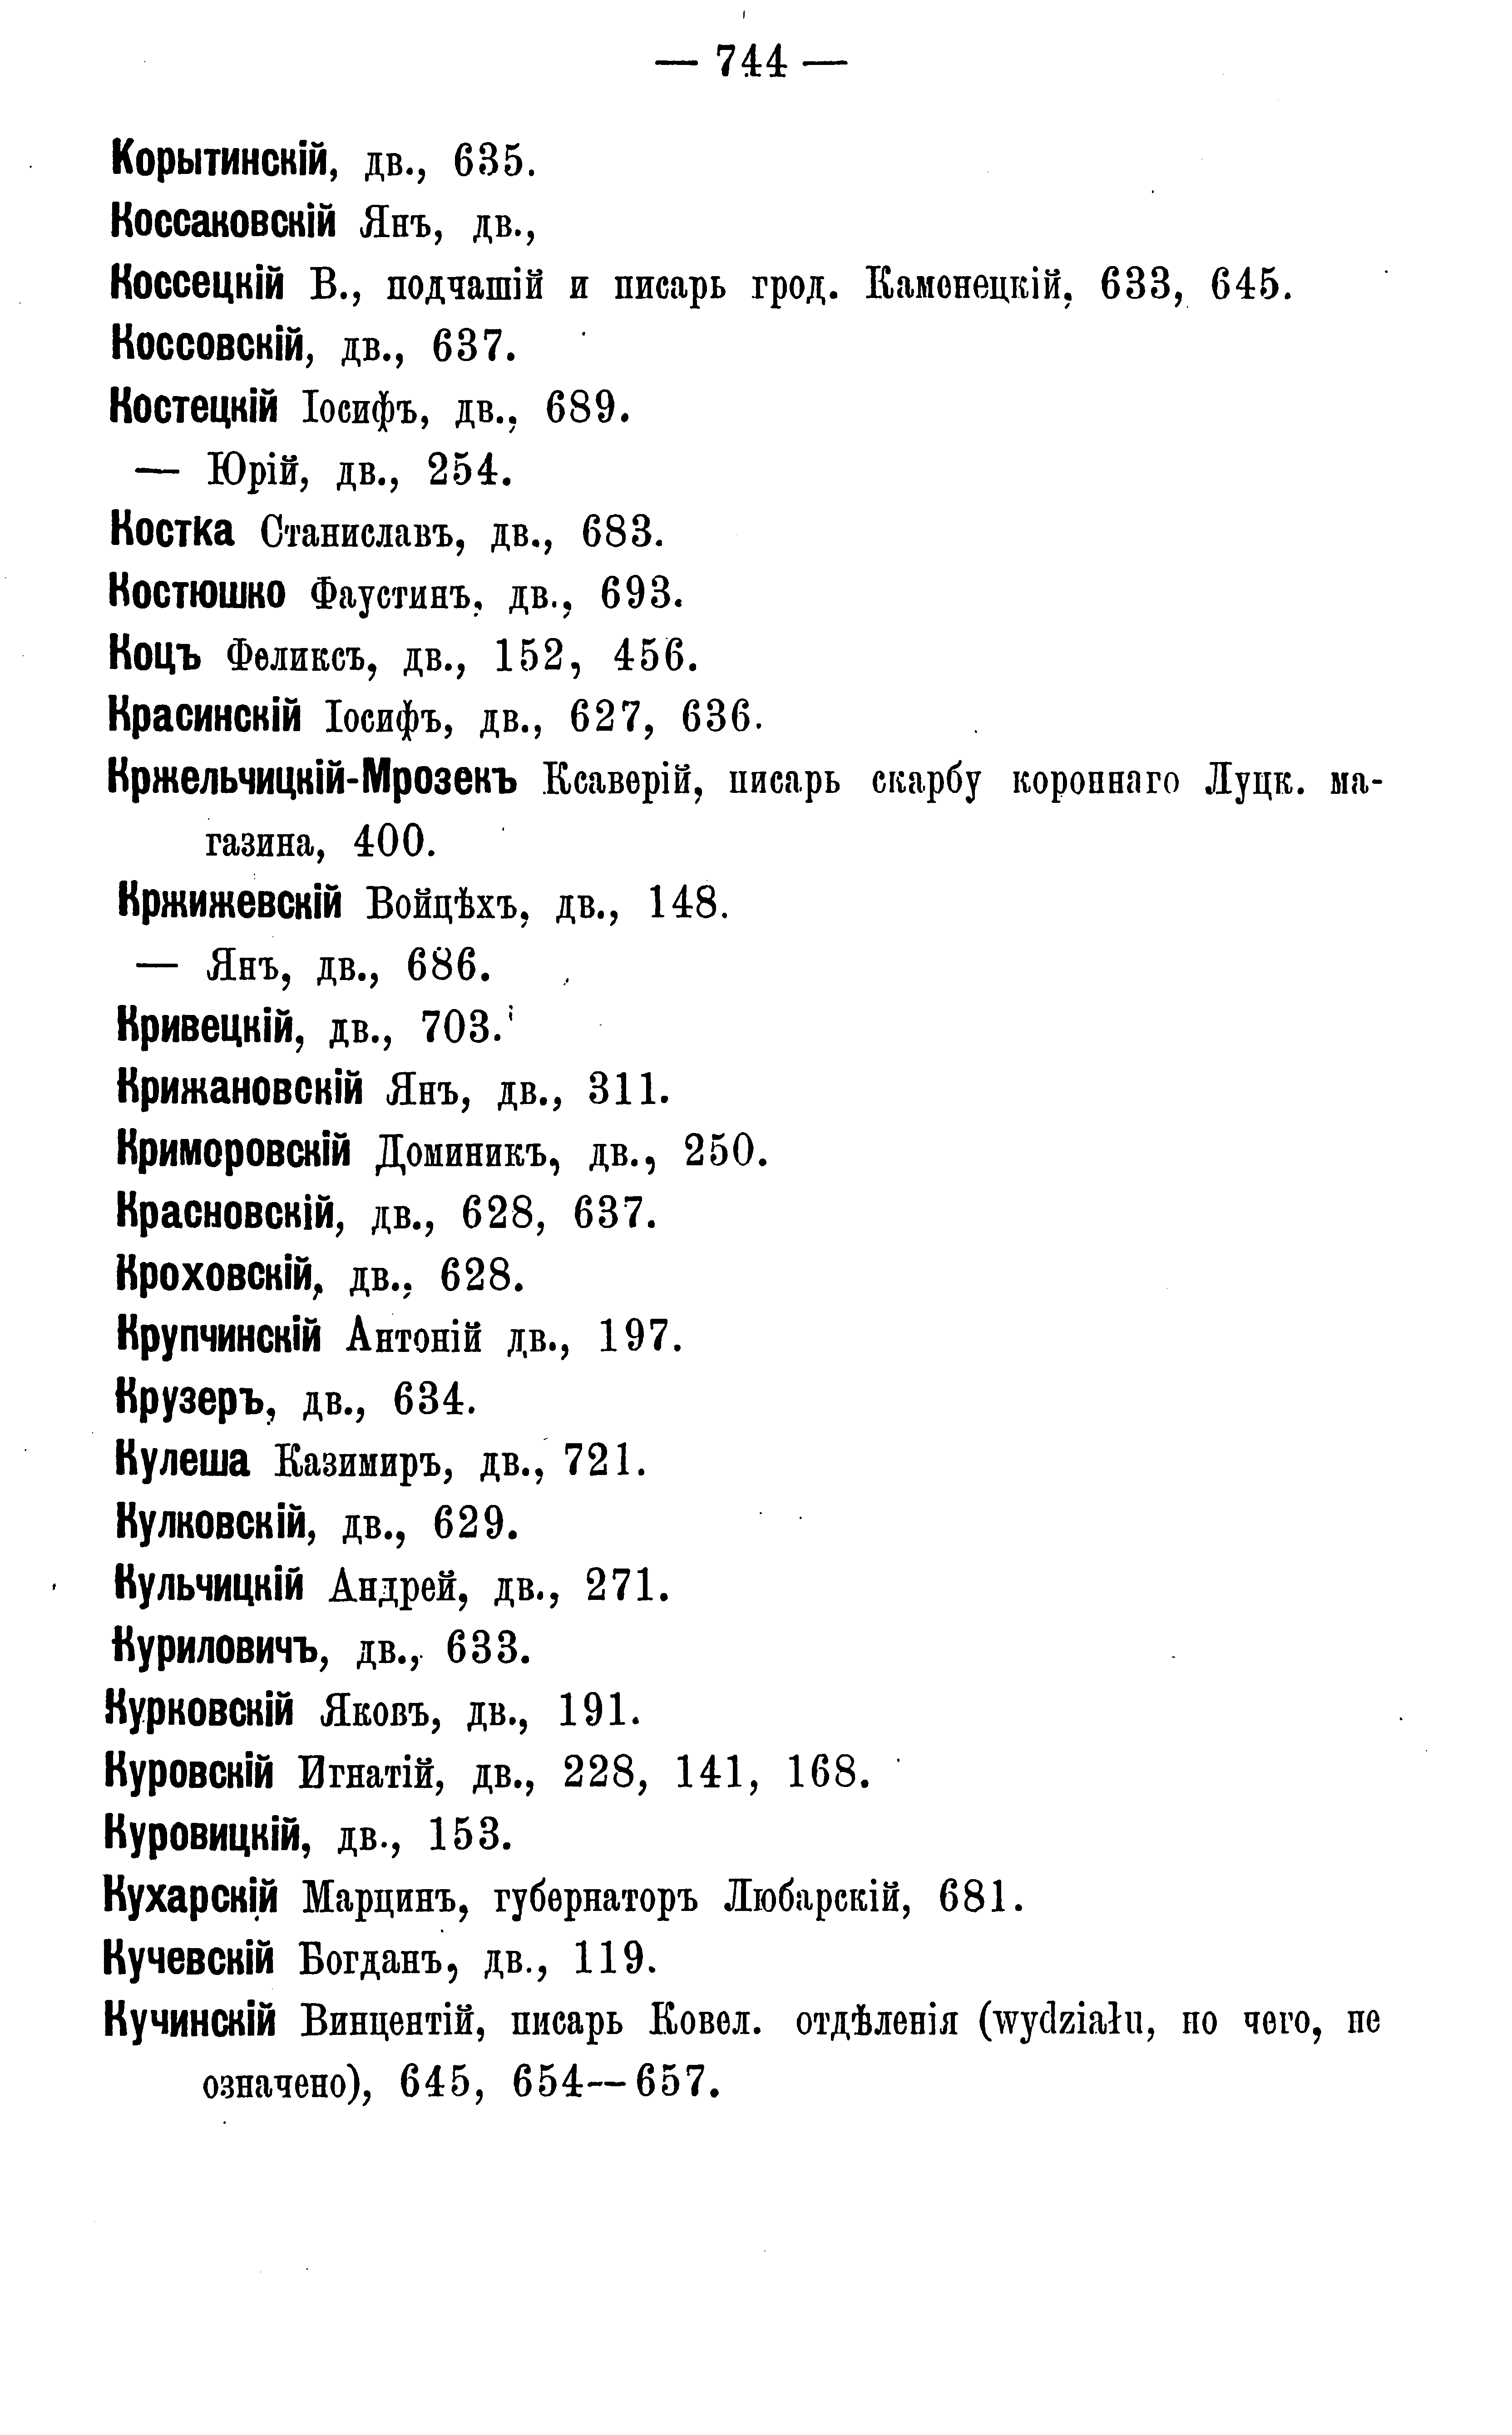 — 744 —
Корытинскій, дв., 635.
Коссаковскій Янъ, дв.,
Коссецкій В., подчашій и писарь грод. Каменецкій, 633, 645.
Коссовскій, дв., 637.
Костецкій Іосифъ, дв., 689.
— Юрій, дв., 254.
Костка Станиславъ, дв., 683.
Костюшко Фаустинъ, дв., 693.
Коцъ Феликсъ, дв., 152, 456.
Красинскій Іосифъ, дв., 627, 636.
Кржельчицкій-Мрозекъ Ксаверій, писарь скарбу короннаго Луцк. ма-
газина, 400.
Кржижевскій Войцѣхъ, дв., 148.
— Янъ, дв., 686.
Кривецкій, дв., 703.
Крижановскій Янъ, дв., 311.
Криморовскій Доминикъ, дв., 250.
Красновскій, дв., 628, 637.
Кроховскій, дв., 628.
Крупчинскій Антоній дв., 197.
Крузеръ, дв., 634.
Кулеша Казимиръ, дв., 721.
Кулковскій, дв., 629.
Кульчицкій Андрей, дв., 271.
Куриловичъ, дв., 633.
Курковскій Яковъ, дв., 191.
Куровскій Игнатій, дв., 228, 141, 168.
Куровицкій, дв., 153.
Кухарскій Марцинъ, губернаторъ Любарскій, 681.
Кучевскій Богданъ, дв., 119.
Кучинскій Винцентій, писарь Ковел. отдѣленія (wydziału, но чего, не
означено), 645, 654—657.